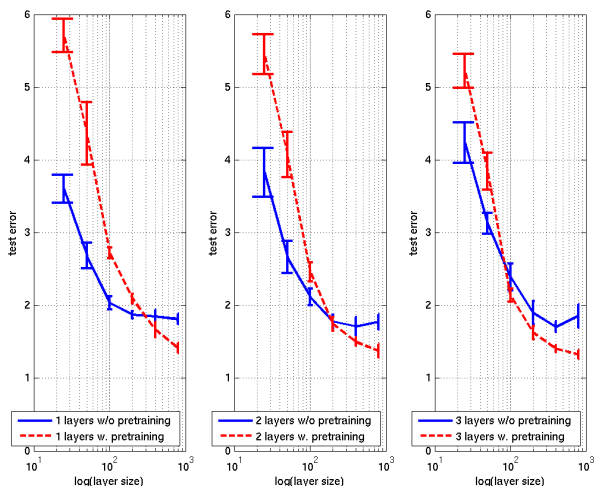 6
5
4
3
2
1
0
test error
1 layers w/o pretraining
1 layers w. pretraining
10^1 10^2 10^3
log(layer size)
6
5
4
3
2
1
0
test error
2 layers w/o pretraining
2 layers w. pretraining
10^1 10^2 10^3
log(layer size)
6
5
4
3
2
1
0
test error
3 layers w/o pretraining
3 layers w. pretraining
10^1 10^2 10^3
log(layer size)